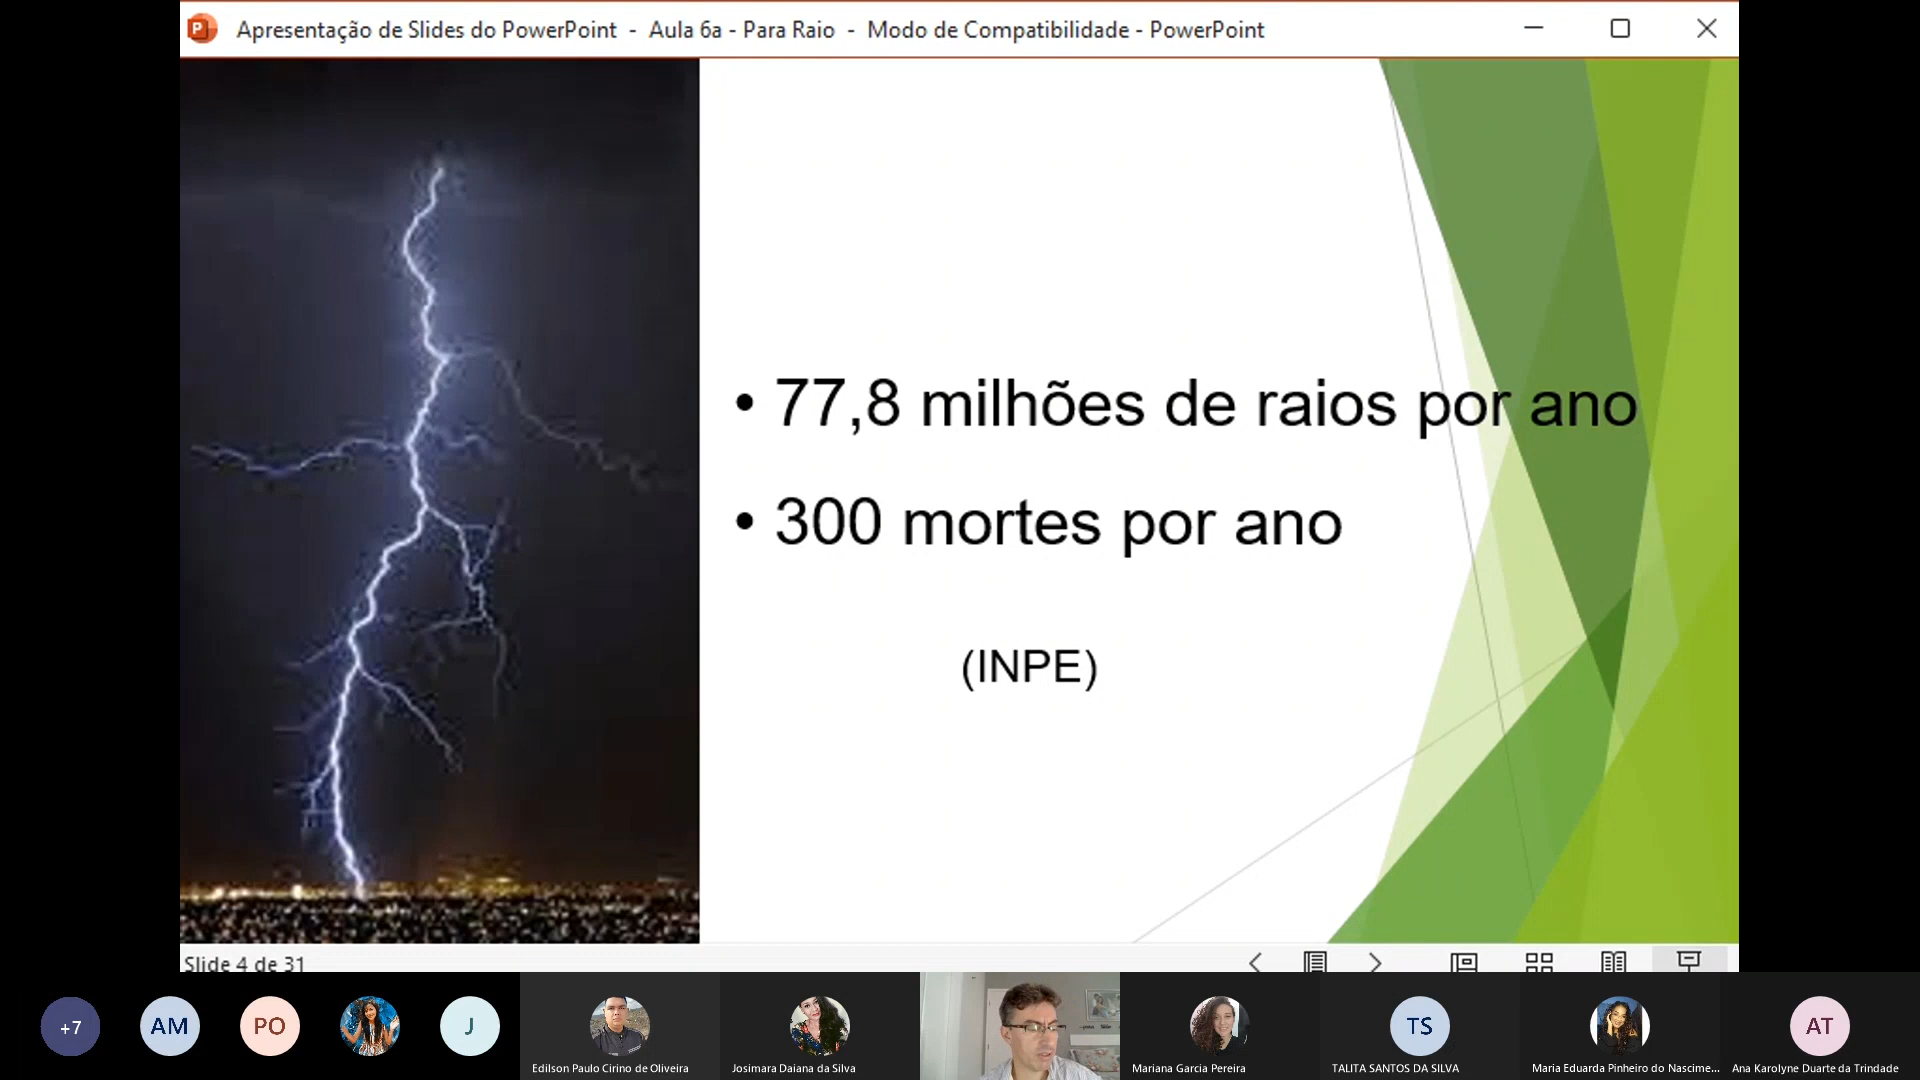 Apresentação de Slides do PowerPoint - Aula 6a - Para Raio - Modo de Compatibilidade - PowerPoint
• 77,8 milhões de raios por ano
• 300 mortes por ano
(INPE)
Slide 4 de 31
+7
AM
PO
J
TS
AT
Edilson Paulo Cirino de Oliveira
Josimara Daiana da Silva
Mariana Garcia Pereira
TALITA SANTOS DA SILVA
Maria Eduarda Pinheiro do Nascime...
Ana Karolyne Duarte da Trindade